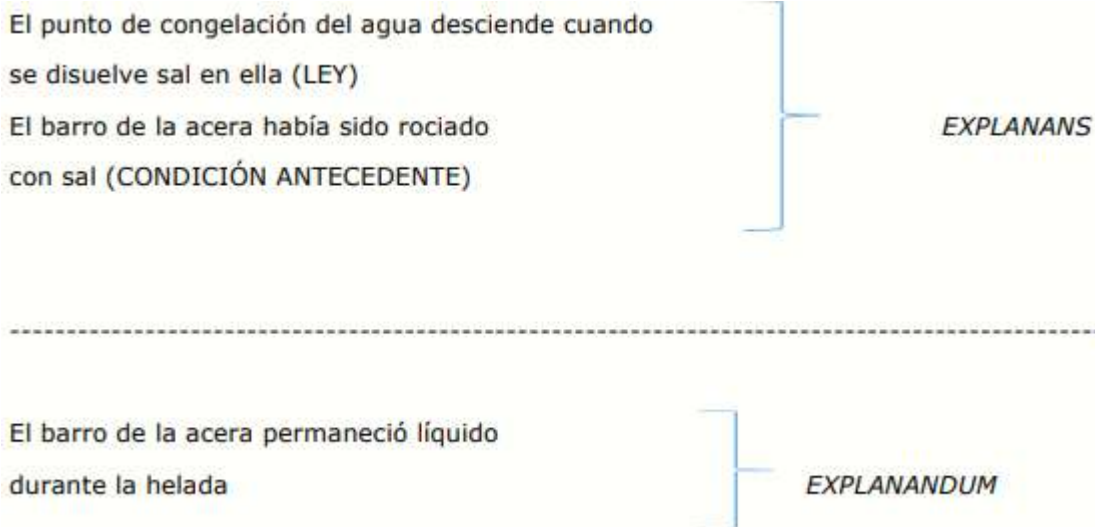 El punto de congelación del agua desciende cuando
se disuelve sal en ella (LEY)
El barro de la acera había sido rociado
con sal (CONDICIÓN ANTECEDENTE)
EXPLANANS
El barro de la acera permaneció líquido
durante la helada
EXPLANANDUM